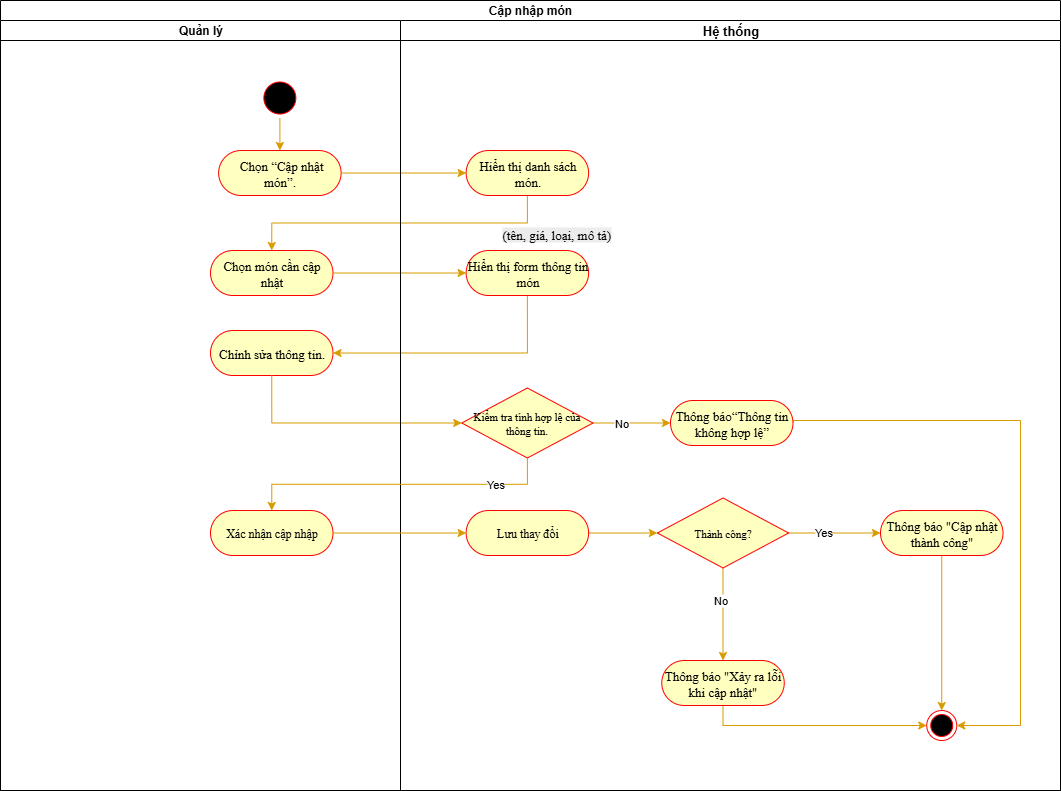 Cập nhập món
Quản lý
Hệ thống
Chọn “Cập nhật
món”.
Hiển thị danh sách
món.
(tên, giá, loại, mô tả)
Chọn món cần cập
nhật
Hiển thị form thông tin
món
Chỉnh sửa thông tin.
Kiểm tra tính hợp lệ của
thông tin.
No
Thông báo“Thông tin
không hợp lệ”
Yes
Xác nhận cập nhập
Lưu thay đổi
Thành công?
Yes
Thông báo "Cập nhật
thành công"
No
Thông báo "Xảy ra lỗi
khi cập nhật"